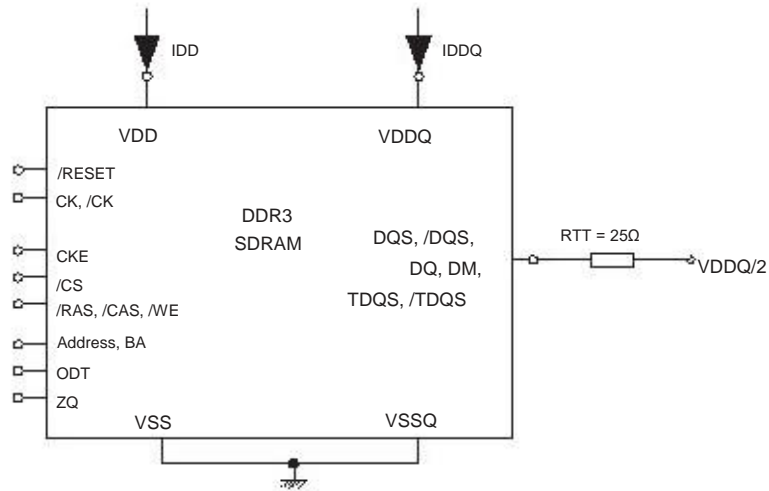 IDD
IDDQ
VDD
VDDQ
/RESET
CK, /CK
CKE
/CS
/RAS, /CAS, /WE
Address, BA
ODT
ZQ
DDR3
SDRAM
DQS, /DQS,
DQ, DM,
TDQS, /TDQS
RTT = 25Ω
VDDQ/2
VSS
VSSQ